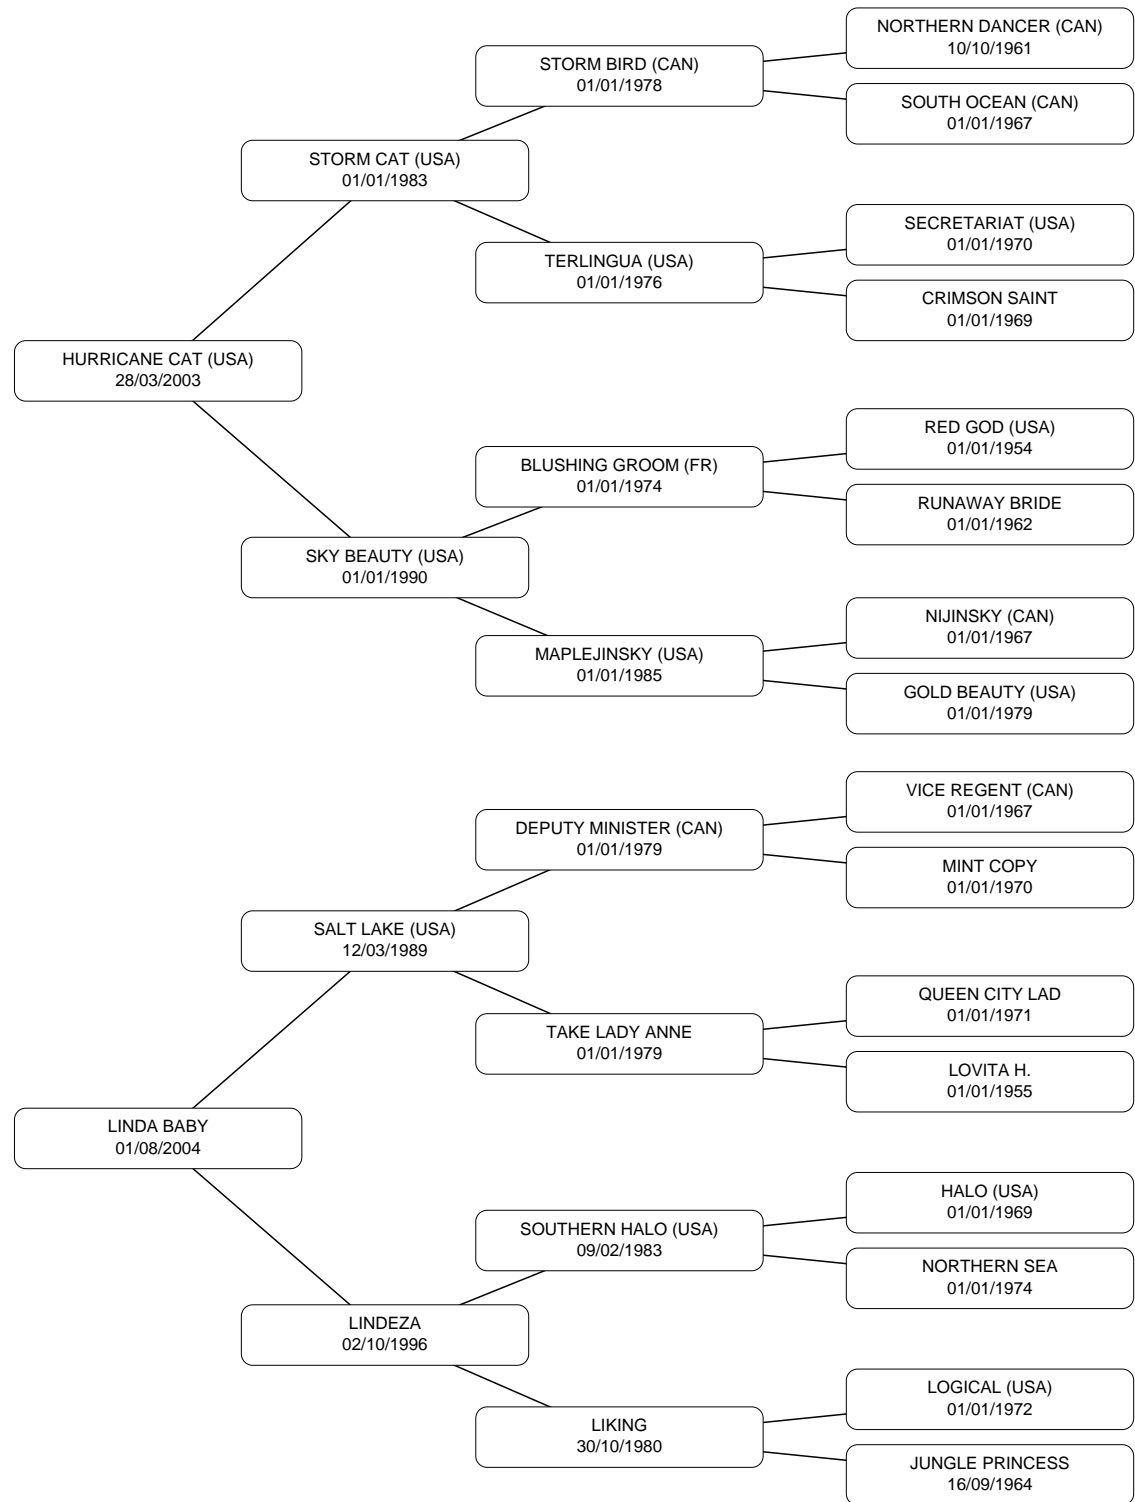 NORTHERN DANCER (CAN)
10/10/1961
STORM BIRD (CAN)
01/01/1978
SOUTH OCEAN (CAN)
01/01/1967
STORM CAT (USA)
01/01/1983
SECRETARIAT (USA)
01/01/1970
TERLINGUA (USA)
01/01/1976
CRIMSON SAINT
01/01/1969
HURRICANE CAT (USA)
28/03/2003
RED GOD (USA)
01/01/1954
BLUSHING GROOM (FR)
01/01/1974
RUNAWAY BRIDE
01/01/1962
SKY BEAUTY (USA)
01/01/1990
NIJINSKY (CAN)
01/01/1967
MAPLEJINSKY (USA)
01/01/1985
GOLD BEAUTY (USA)
01/01/1979
VICE REGENT (CAN)
01/01/1967
DEPUTY MINISTER (CAN)
01/01/1979
MINT COPY
01/01/1970
SALT LAKE (USA)
12/03/1989
QUEEN CITY LAD
01/01/1971
TAKE LADY ANNE
01/01/1979
LOVITA H.
01/01/1955
LINDA BABY
01/08/2004
HALO (USA)
01/01/1969
SOUTHERN HALO (USA)
09/02/1983
NORTHERN SEA
01/01/1974
LINDEZA
02/10/1996
LOGICAL (USA)
01/01/1972
LIKING
30/10/1980
JUNGLE PRINCESS
16/09/1964